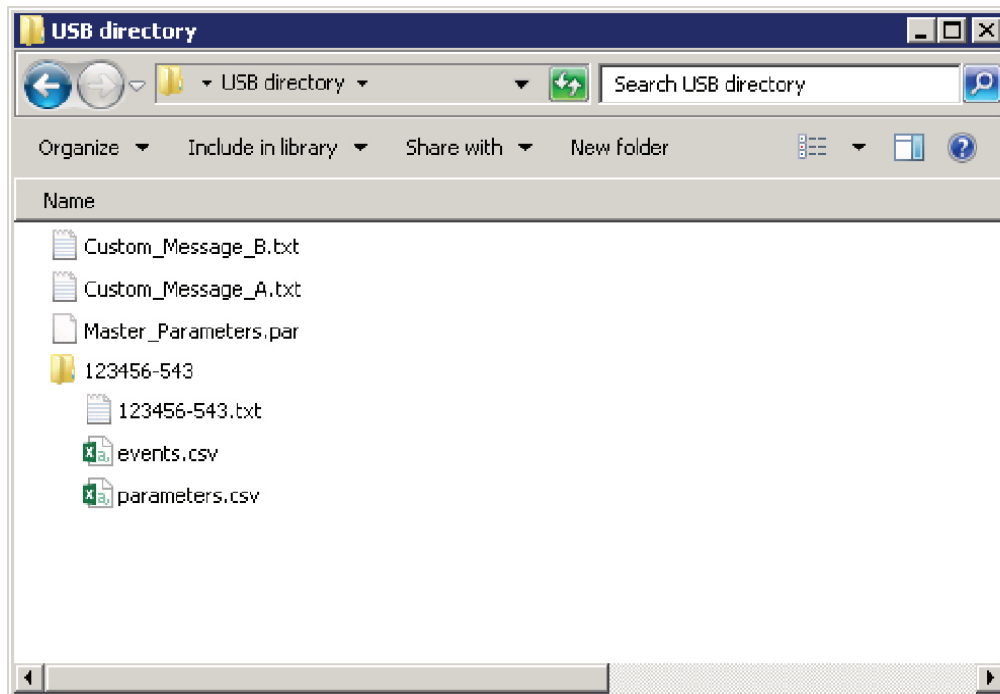 USB directory
USB directory Search USB directory
Organize Include in library Share with New folder
Name
Custom_Message_B.txt
Custom_Message_A.txt
Master_Parameters.par
123456-543
123456-543.txt
events.csv
parameters.csv